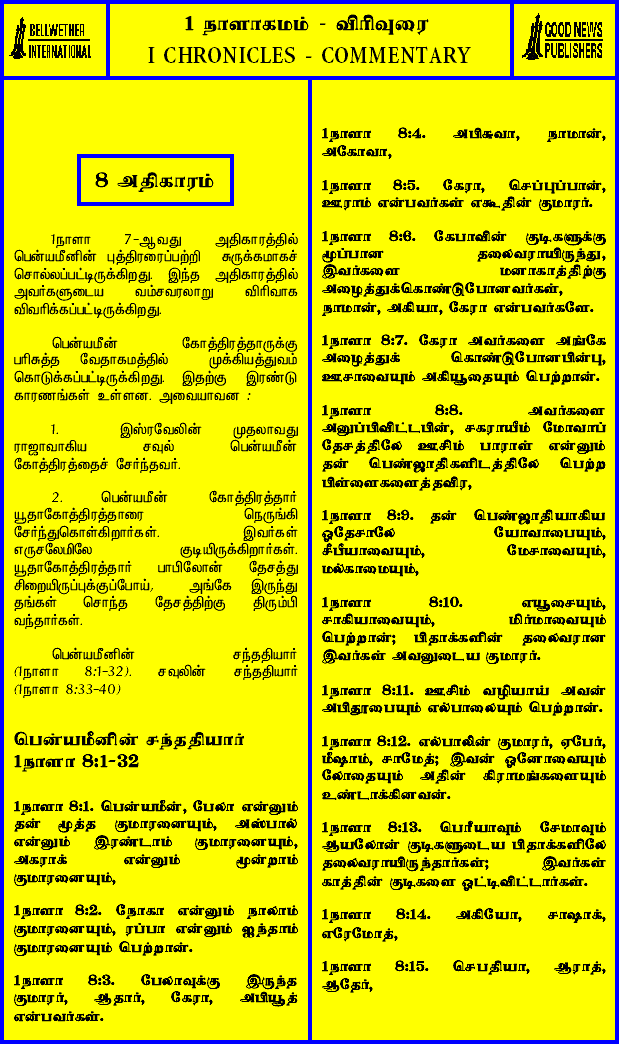 BELLWETHER
INTERNATIONAL
1 நாளாகமம் - விரிவுரை
I CHRONICLES - COMMENTARY
GOOD NEWS
PUBLISHERS
8 அதிகாரம்
1நாளா 7-ஆவது அதிகாரத்தில்
பென்யமீனின் புத்திரரைப்பற்றி சுருக்கமாகச்
சொல்லப்பட்டிருக்கிறது. இந்த அதிகாரத்தில்
அவர்களுடைய வம்சவரலாறு விரிவாக
விவரிக்கப்பட்டிருக்கிறது.
பென்யமீன் கோத்திரத்தாருக்கு
பரிசுத்த வேதாகமத்தில் முக்கியத்துவம்
கொடுக்கப்பட்டிருக்கிறது. இதற்கு இரண்டு
காரணங்கள் உள்ளன. அவையாவன :
1. இஸ்ரவேலின் முதலாவது
ராஜாவாகிய சவுல் பென்யமீன்
கோத்திரத்தைச் சேர்ந்தவர்.
2. பென்யமீன் கோத்திரத்தார்
யூதாகோத்திரத்தாரை நெருங்கி
சேர்ந்துகொள்கிறார்கள். இவர்கள்
எருசலேமிலே குடியிருக்கிறார்கள்.
யூதாகோத்திரத்தார் பாபிலோன் தேசத்து
சிறையிருப்புக்குப்போய், அங்கே இருந்து
தங்கள் சொந்த தேசத்திற்கு திரும்பி
வந்தார்கள்.
பென்யமீனின் சந்ததியார்
(1நாளா 8:1-32). சவுலின் சந்ததியார்
(1நாளா 8:33-40)
பென்யமீனின் சந்ததியார்
1நாளா 8:1-32
1நாளா 8:1. பென்யமீன், பேலா என்னும்
தன் மூத்த குமாரனையும், அஸ்பால்
என்னும் இரண்டாம் குமாரனையும்,
அகராக் என்னும் மூன்றாம்
குமாரனையும்,
1நாளா 8:2. நோகா என்னும் நாலாம்
குமாரனையும், ரப்பா என்னும் ஐந்தாம்
குமாரனையும் பெற்றான்.
1நாளா 8:3. பேலாவுக்கு இருந்த
குமாரர், ஆதார், கேரா, அபியூத்
என்பவர்கள்.
1நாளா 8:4. அபிசுவா, நாமான்,
அகோவா,
1நாளா 8:5. கேரா, செப்புப்பான்,
ஊராம் என்பவர்கள் எகூதின் குமாரர்.
1நாளா 8:6. கேபாவின் குடிகளுக்கு
மூப்பான தலைவராயிருந்து,
இவர்களை மனாகாத்திற்கு
அழைத்துக்கொண்டுபோனவர்கள்,
நாமான், அகியா, கேரா என்பவர்களே.
1நாளா 8:7. கேரா அவர்களை அங்கே
அழைத்துக் கொண்டுபோனபின்பு,
ஊசாவையும் அகியூதையும் பெற்றான்.
1நாளா 8:8. அவர்களை
அனுப்பிவிட்டபின், சகராயீம் மோவாப்
தேசத்திலே ஊசிம் பாராள் என்னும்
தன் பெண்ஜாதிகளிடத்திலே பெற்ற
பிள்ளைகளைத்தவிர,
1நாளா 8:9. தன் பெண்ஜாதியாகிய
ஓதேசாலே யோவாபையும்,
சீபீயாவையும், மேசாவையும்,
மல்காமையும்,
1நாளா 8:10. எயூசையும்,
சாகியாவையும், மிர்மாவையும்
பெற்றான்; பிதாக்களின் தலைவரான
இவர்கள் அவனுடைய குமாரர்.
1நாளா 8:11. ஊசிம் வழியாய் அவன்
அபிதூபையும் எல்பாலையும் பெற்றான்.
1நாளா 8:12. எல்பாலின் குமாரர், ஏபேர்,
மீஷாம், சாமேத்; இவன் ஓனோவையும்
லோதையும் அதின் கிராமங்களையும்
உண்டாக்கினவன்.
1நாளா 8:13. பெரீயாவும் சேமாவும்
ஆயலோன் குடிகளுடைய பிதாக்களிலே
தலைவராயிருந்தார்கள்; இவர்கள்
காத்தின் குடிகளை ஓட்டிவிட்டார்கள்.
1நாளா 8:14. அகியோ, சாஷாக்,
எரேமோத்,
1நாளா 8:15. செபதியா, ஆராத்,
ஆதேர்,